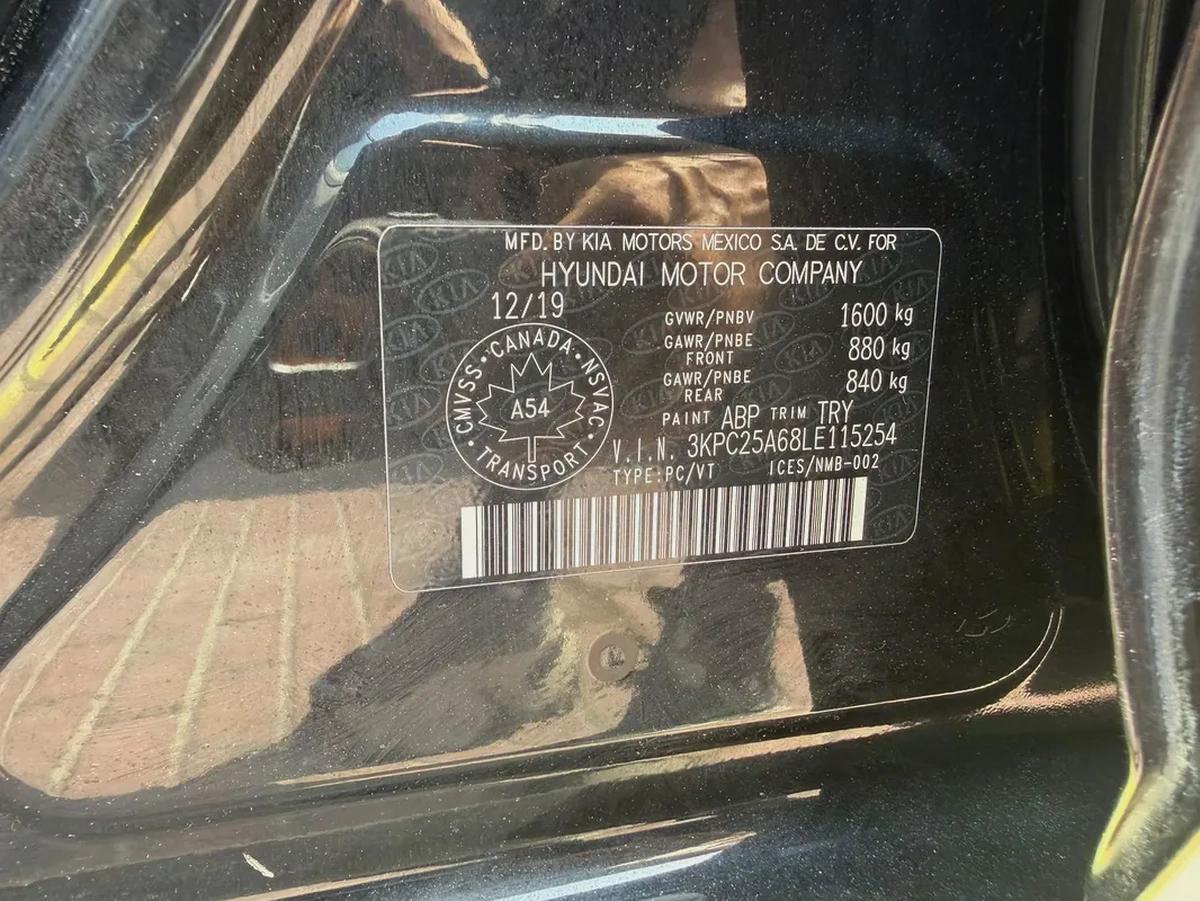 MFD. BY KIA MOTORS MEXICO S.A. DE C.V. FOR
HYUNDAI MOTOR COMPANY
12/19
GVWR/PNBV 1600 kg
GAWR/PNBE FRONT 880 kg
GAWR/PNBE REAR 840 kg
CMVSS • CANADA • NSVAC • TRANSPORT •
A54
PAINT ABP TRIM TRY
V.I.N. 3KPC25A68LE115254
TYPE:PC/VT ICES/NMB-002
KIA